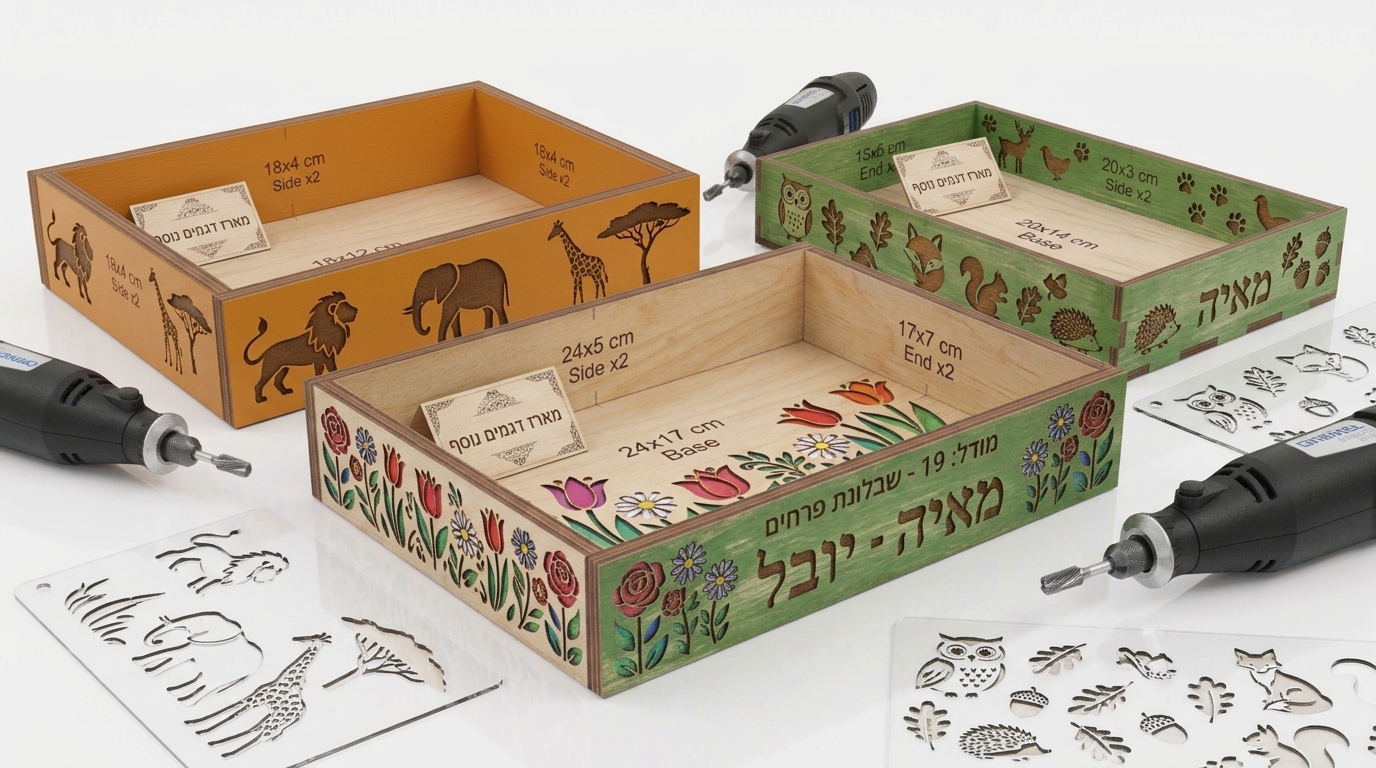 18x4 cm
Side x2
18x4 cm
Side x2
18x4 cm
Side x2
18x12 cm
מארז דגמים
15x6 cm
End x
20x3 cm
Side x2
20x14 cm
Base
מארז דגמים נוסף
מאיה
24x5 cm
Side x2
17x7 cm
End x2
24x17 cm
Base
מארז דגמים נוסף
מודל: 19 - שבלונת פרחים
מאיה - יובל